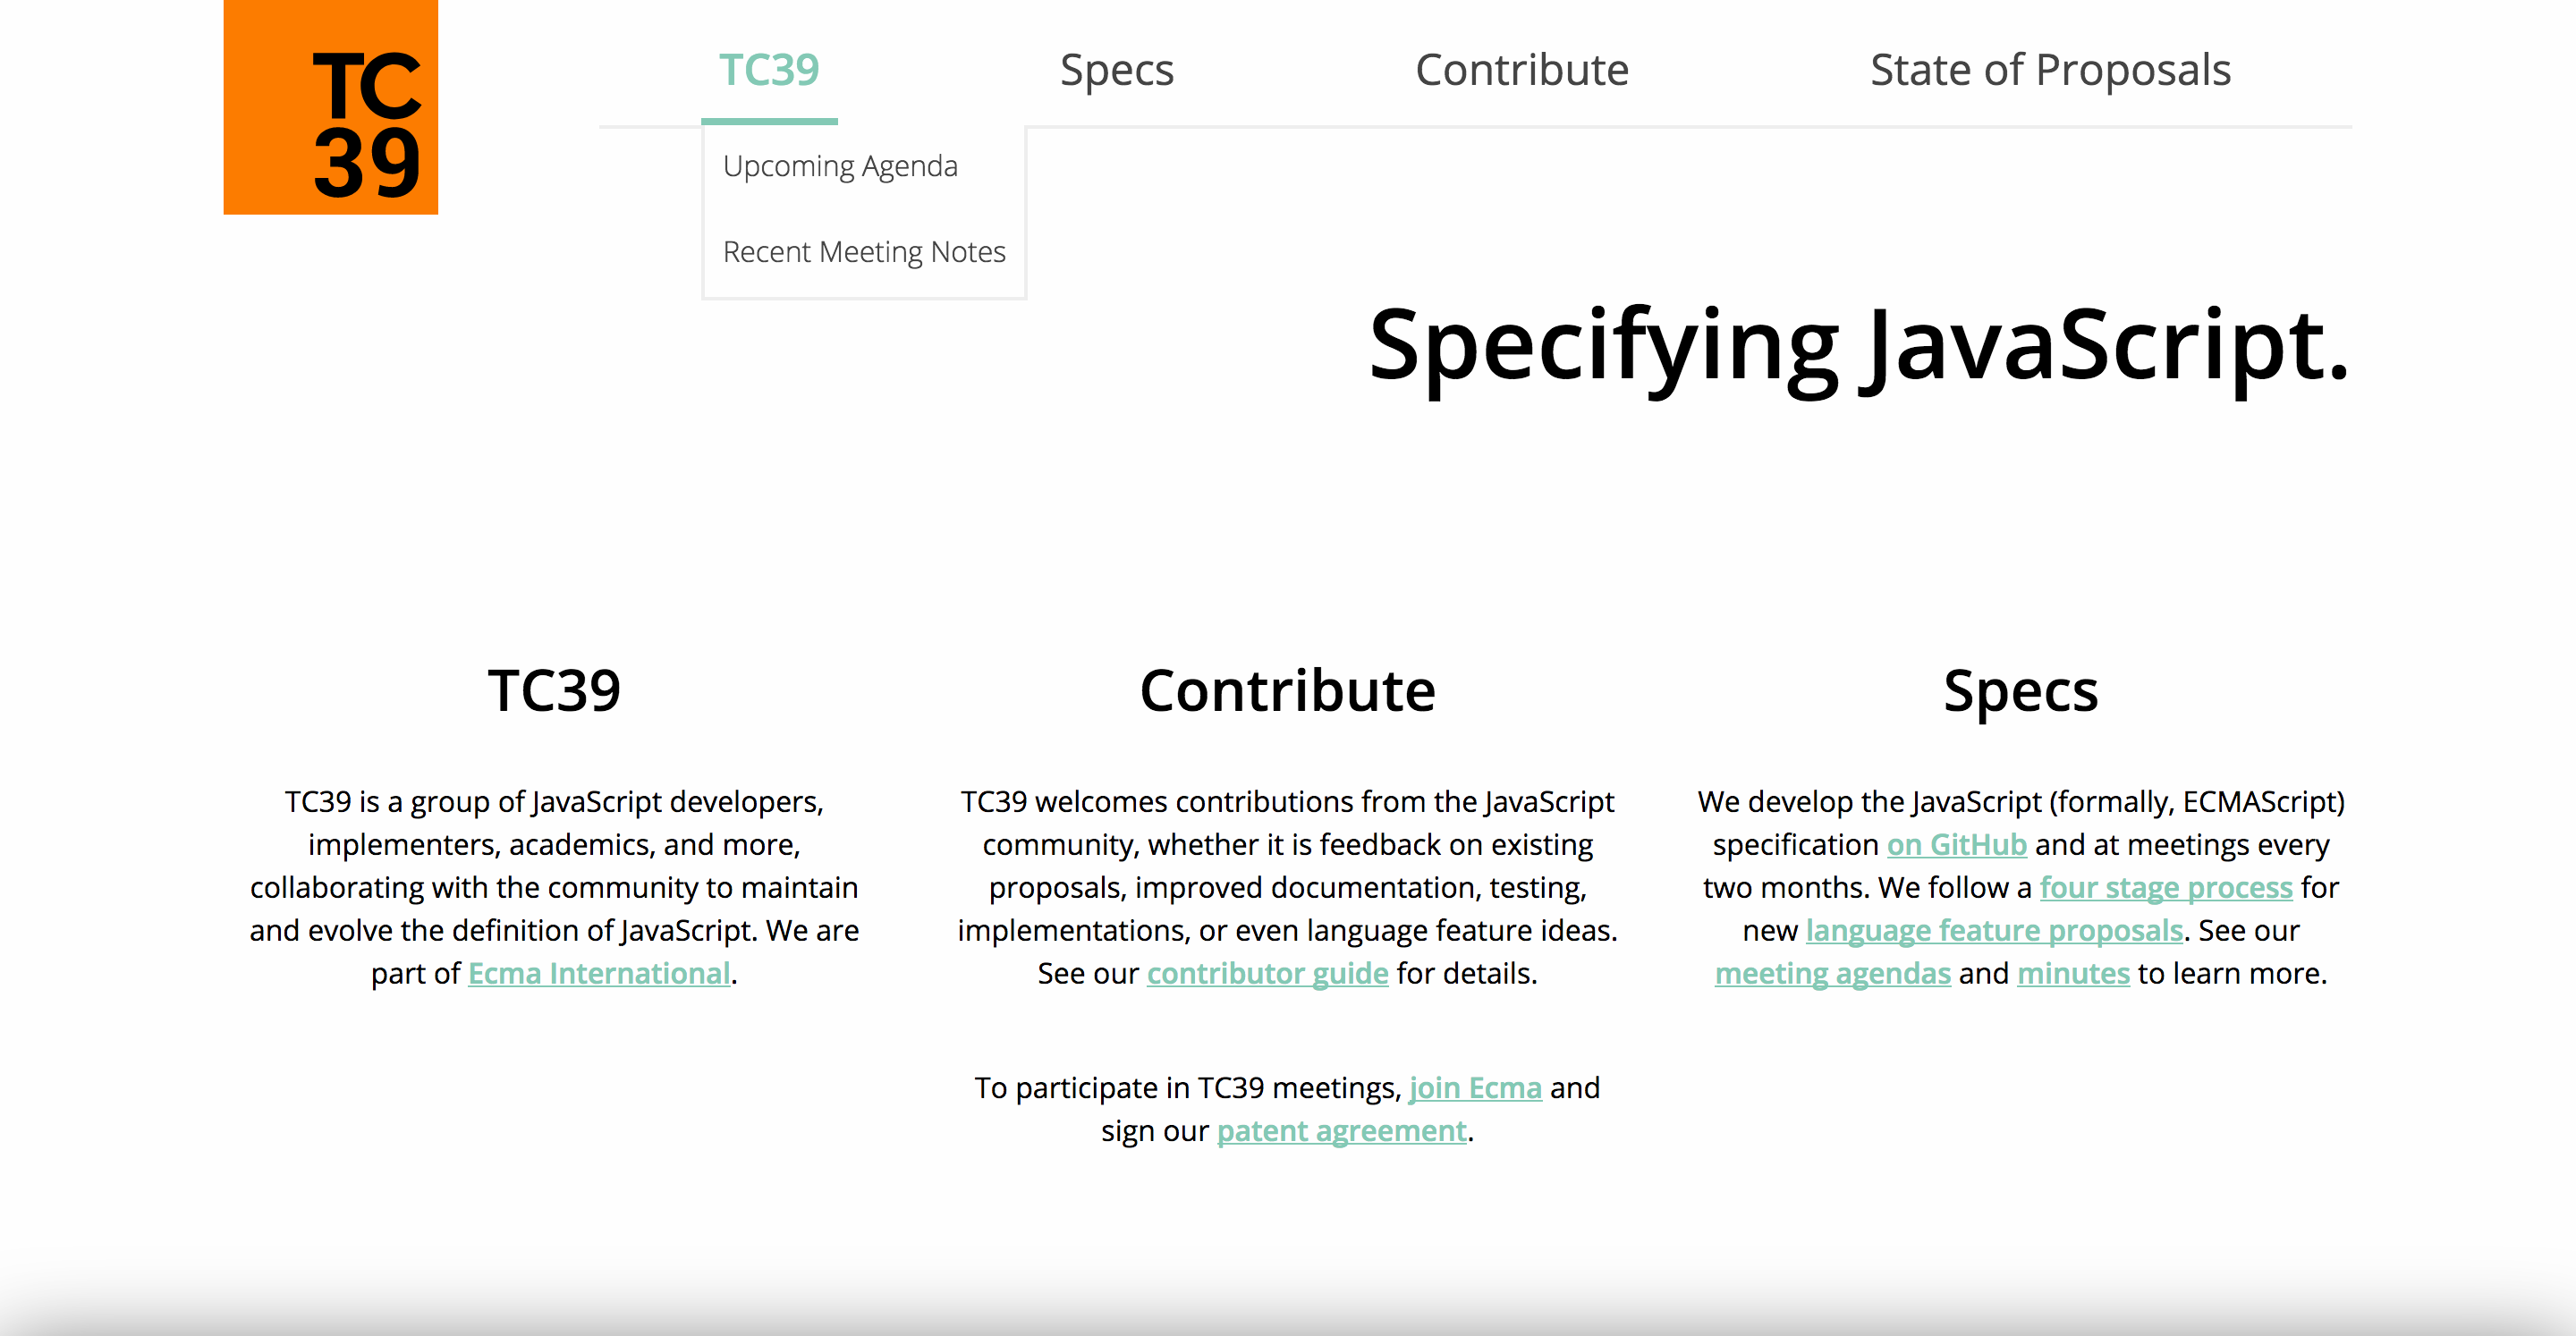 TC
39
TC39
Specs
Contribute
State of Proposals
Upcoming Agenda
Recent Meeting Notes
Specifying JavaScript.
TC39
TC39 is a group of JavaScript developers,
implementers, academics, and more,
collaborating with the community to maintain
and evolve the definition of JavaScript. We are
part of Ecma International.
Contribute
TC39 welcomes contributions from the JavaScript
community, whether it is feedback on existing
proposals, improved documentation, testing,
implementations, or even language feature ideas.
See our contributor guide for details.
To participate in TC39 meetings, join Ecma and
sign our patent agreement.
Specs
We develop the JavaScript (formally, ECMAScript)
specification on GitHub and at meetings every
two months. We follow a four stage process for
new language feature proposals. See our
meeting agendas and minutes to learn more.